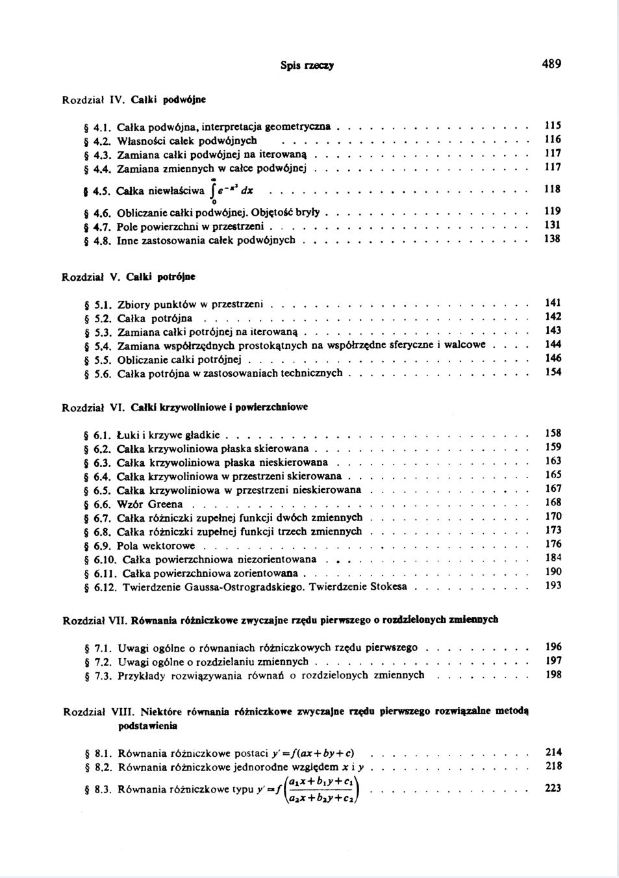 Spis rzeczy 489
Rozdział IV. Całki podwójne
§ 4.1. Całka podwójna, interpretacja geometryczna . . . . . . . . . . . . . . . . . . 115
§ 4.2. Własności całek podwójnych . . . . . . . . . . . . . . . . . . . . . . . 116
§ 4.3. Zamiana całki podwójnej na iterowaną . . . . . . . . . . . . . . . . . . . . 117
§ 4.4. Zamiana zmiennych w całce podwójnej . . . . . . . . . . . . . . . . . . . . 117
§ 4.5. Całka niewłaściwa ∫₀^∞ e^(-x²) dx . . . . . . . . . . . . . . . . . . . . . . . . 118
§ 4.6. Obliczanie całki podwójnej. Objętość bryły . . . . . . . . . . . . . . . . . . . 119
§ 4.7. Pole powierzchni w przestrzeni . . . . . . . . . . . . . . . . . . . . . . . . 131
§ 4.8. Inne zastosowania całek podwójnych . . . . . . . . . . . . . . . . . . . . . 138
Rozdział V. Całki potrójne
§ 5.1. Zbiory punktów w przestrzeni . . . . . . . . . . . . . . . . . . . . . . . . 141
§ 5.2. Całka potrójna . . . . . . . . . . . . . . . . . . . . . . . . . . . . . . 142
§ 5.3. Zamiana całki potrójnej na iterowaną . . . . . . . . . . . . . . . . . . . . . 143
§ 5.4. Zamiana współrzędnych prostokątnych na współrzędne sferyczne i walcowe . . . . 144
§ 5.5. Obliczanie całki potrójnej . . . . . . . . . . . . . . . . . . . . . . . . . . 146
§ 5.6. Całka potrójna w zastosowaniach technicznych . . . . . . . . . . . . . . . . . 154
Rozdział VI. Całki krzywoliniowe i powierzchniowe
§ 6.1. Łuki i krzywe gładkie . . . . . . . . . . . . . . . . . . . . . . . . . . . . 158
§ 6.2. Całka krzywoliniowa płaska skierowana . . . . . . . . . . . . . . . . . . . . 159
§ 6.3. Całka krzywoliniowa płaska nieskierowana . . . . . . . . . . . . . . . . . . 163
§ 6.4. Całka krzywoliniowa w przestrzeni skierowana . . . . . . . . . . . . . . . . . 165
§ 6.5. Całka krzywoliniowa w przestrzeni nieskierowana . . . . . . . . . . . . . . . 167
§ 6.6. Wzór Greena . . . . . . . . . . . . . . . . . . . . . . . . . . . . . . . 168
§ 6.7. Całka różniczki zupełnej funkcji dwóch zmiennych . . . . . . . . . . . . . . . 170
§ 6.8. Całka różniczki zupełnej funkcji trzech zmiennych . . . . . . . . . . . . . . . 173
§ 6.9. Pola wektorowe . . . . . . . . . . . . . . . . . . . . . . . . . . . . . . 176
§ 6.10. Całka powierzchniowa niezorientowana . . . . . . . . . . . . . . . . . . . 184
§ 6.11. Całka powierzchniowa zorientowana . . . . . . . . . . . . . . . . . . . . . 190
§ 6.12. Twierdzenie Gaussa-Ostrogradskiego. Twierdzenie Stokesa . . . . . . . . . . . 193
Rozdział VII. Równania różniczkowe zwyczajne rzędu pierwszego o rozdzielonych zmiennych
§ 7.1. Uwagi ogólne o równaniach różniczkowych rzędu pierwszego . . . . . . . . . . 196
§ 7.2. Uwagi ogólne o rozdzielaniu zmiennych . . . . . . . . . . . . . . . . . . . . 197
§ 7.3. Przykłady rozwiązywania równań o rozdzielonych zmiennych . . . . . . . . . 198
Rozdział VIII. Niektóre równania różniczkowe zwyczajne rzędu pierwszego rozwiązalne metodą
podstawienia
§ 8.1. Równania różniczkowe postaci y'=f(ax+by+c) . . . . . . . . . . . . . . . 214
§ 8.2. Równania różniczkowe jednorodne względem x i y . . . . . . . . . . . . . . . 218
§ 8.3. Równania różniczkowe typu y'=f((a₁x+b₁y+c₁)/(a₂x+b₂y+c₂)) . . . . . . . . . . . . . . . 223